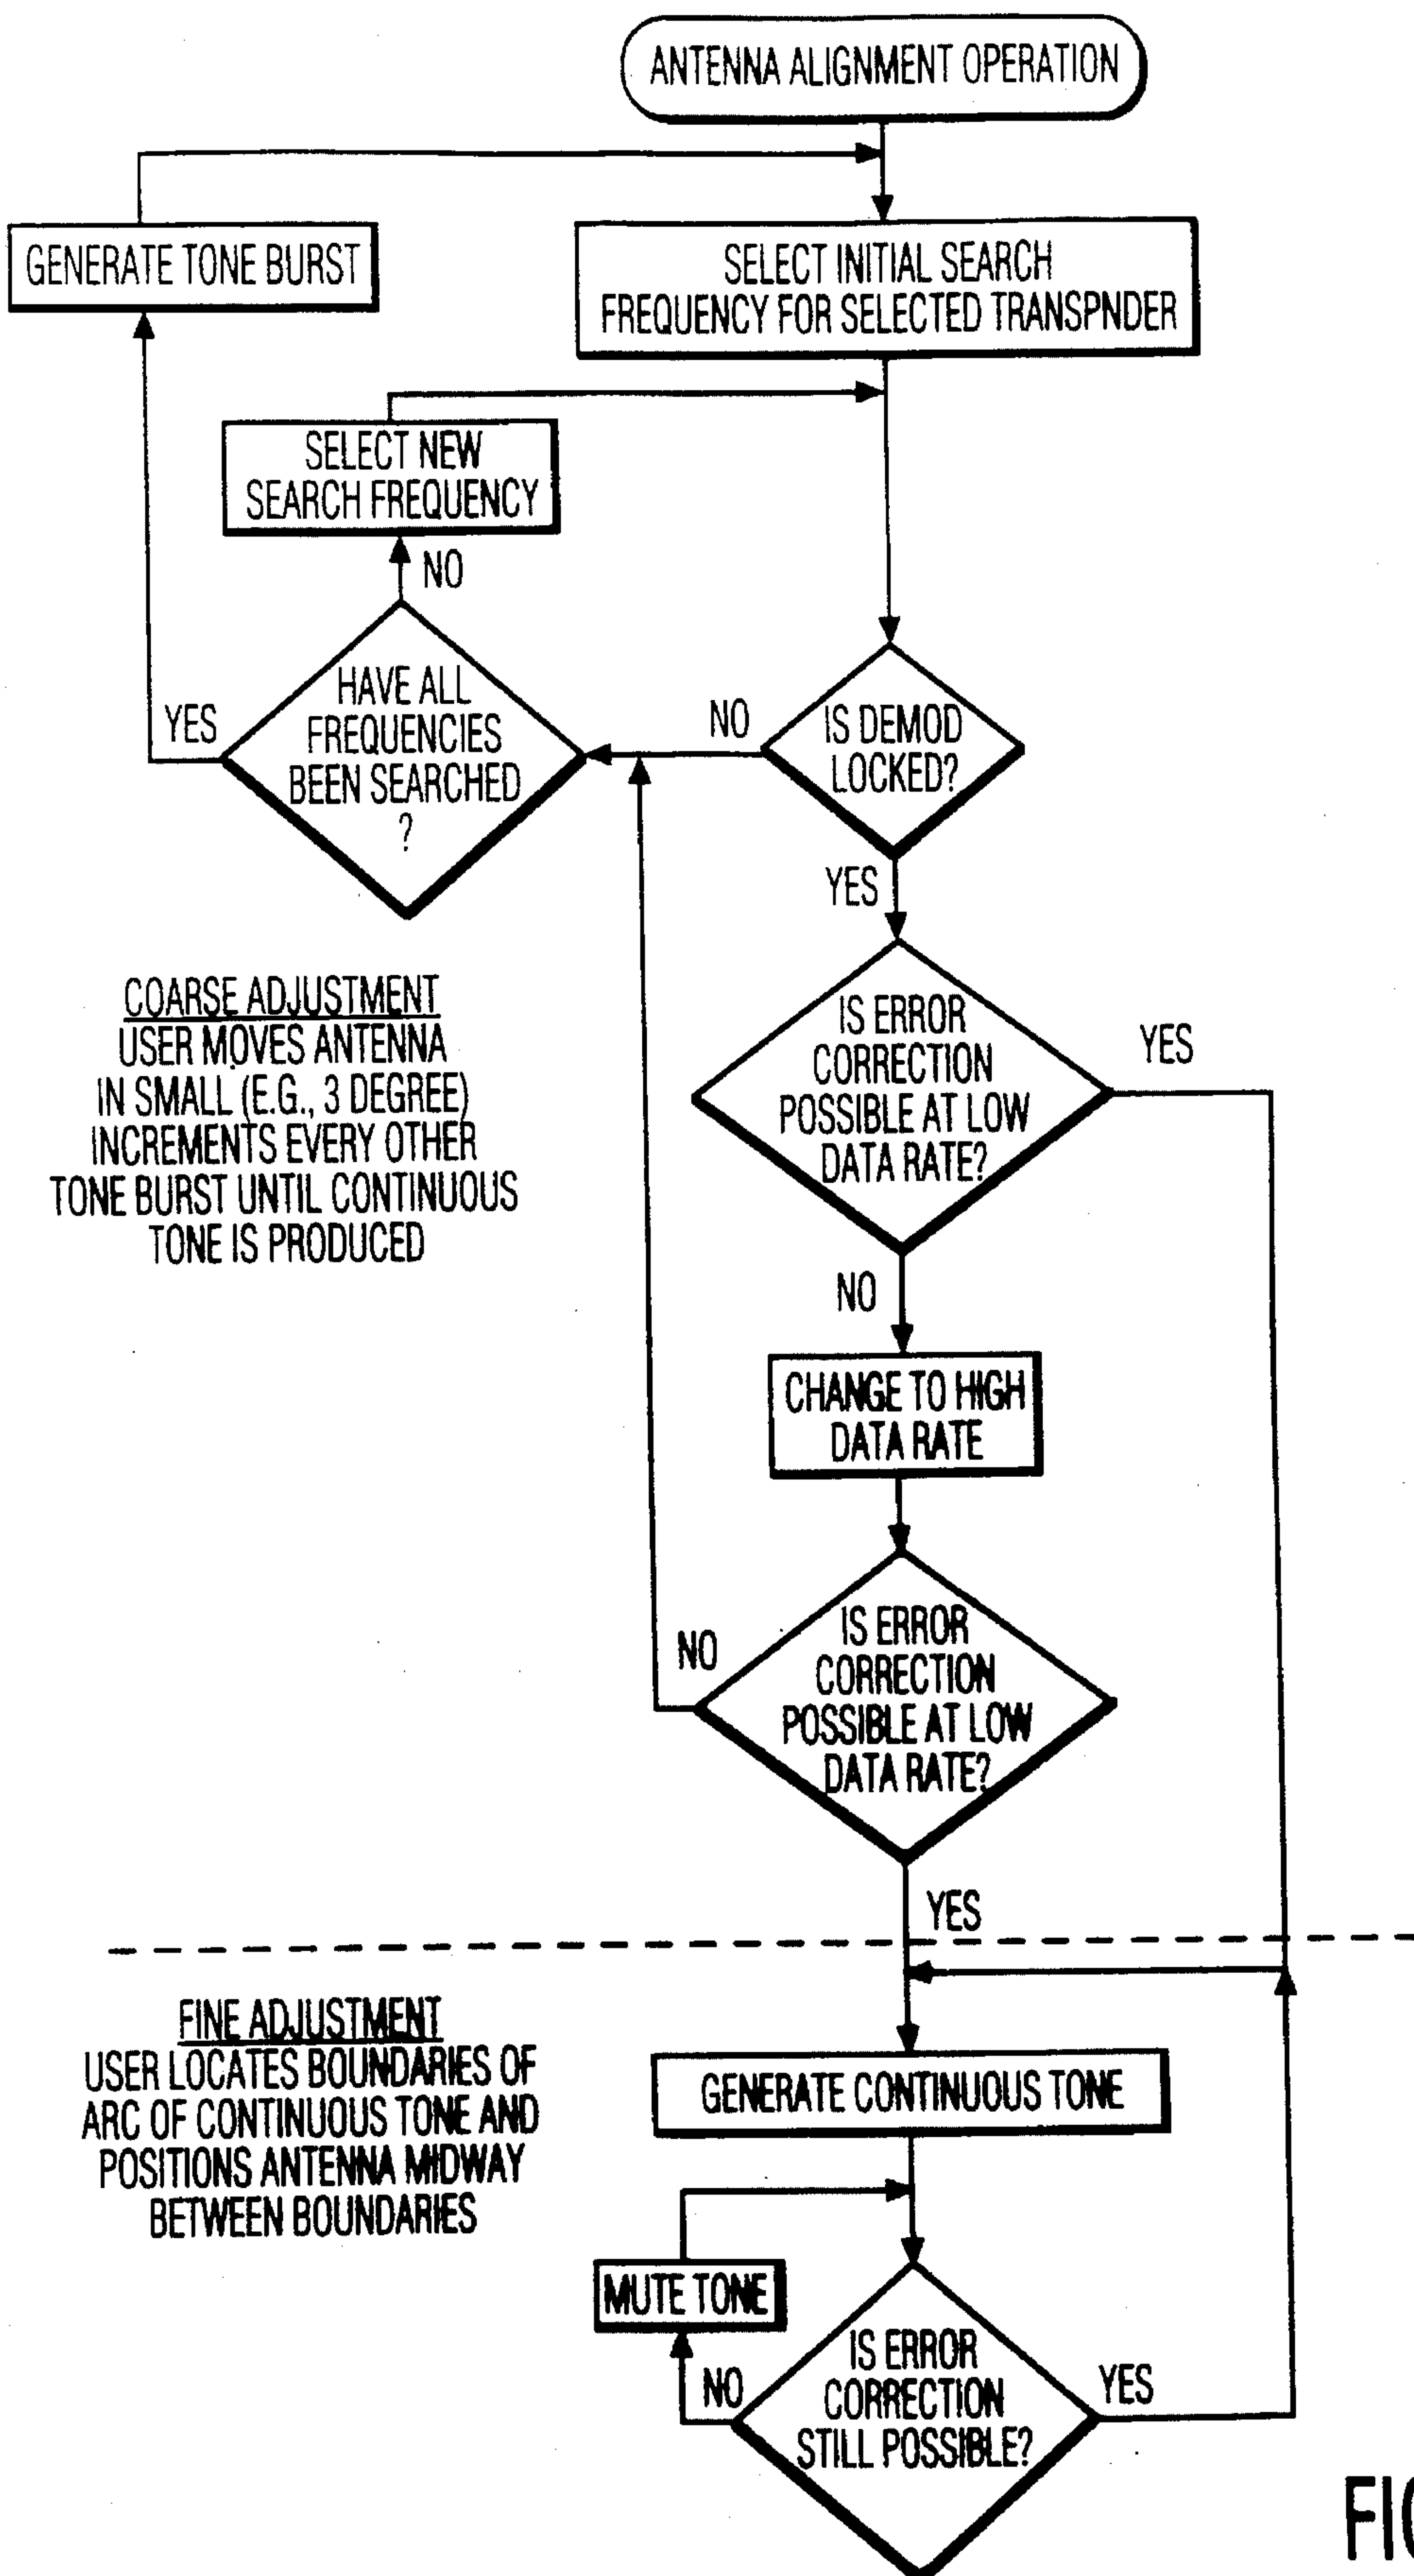 ANTENNA ALIGNMENT OPERATION
GENERATE TONE BURST
SELECT INITIAL SEARCH
FREQUENCY FOR SELECTED TRANSPNDER
SELECT NEW
SEARCH FREQUENCY
NO
HAVE ALL
FREQUENCIES
BEEN SEARCHED
?
YES
NO
IS DEMOD
LOCKED?
YES
COARSE ADJUSTMENT
USER MOVES ANTENNA
IN SMALL (E.G., 3 DEGREE)
INCREMENTS EVERY OTHER
TONE BURST UNTIL CONTINUOUS
TONE IS PRODUCED
IS ERROR
CORRECTION
POSSIBLE AT LOW
DATA RATE?
YES
NO
CHANGE TO HIGH
DATA RATE
IS ERROR
CORRECTION
POSSIBLE AT LOW
DATA RATE?
NO
YES
FINE ADJUSTMENT
USER LOCATES BOUNDARIES OF
ARC OF CONTINUOUS TONE AND
POSITIONS ANTENNA MIDWAY
BETWEEN BOUNDARIES
GENERATE CONTINUOUS TONE
MUTE TONE
NO
IS ERROR
CORRECTION
STILL POSSIBLE?
YES